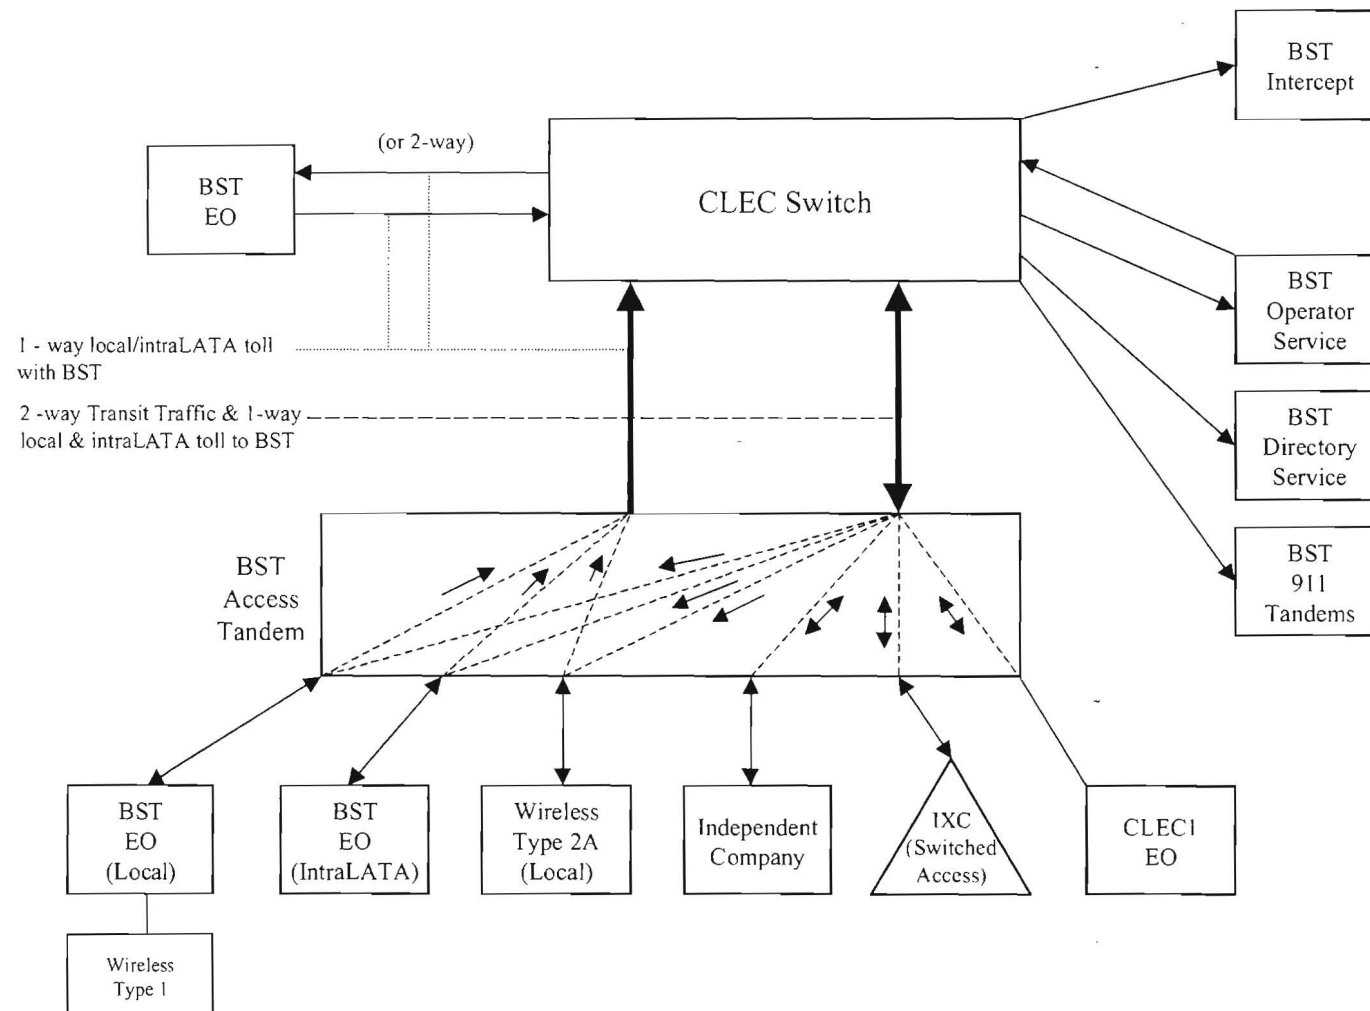 BST
Intercept
(or 2-way)
BST
EO
CLEC Switch
BST
Operator
Service
1 - way local/intraLATA toll
with BST
2 -way Transit Traffic & 1-way
local & intraLATA toll to BST
BST
Directory
Service
BST
Access
Tandem
BST
911
Tandems
BST
EO
(Local)
BST
EO
(IntraLATA)
Wireless
Type 2A
(Local)
Independent
Company
IXC
(Switched
Access)
CLEC1
EO
Wireless
Type 1